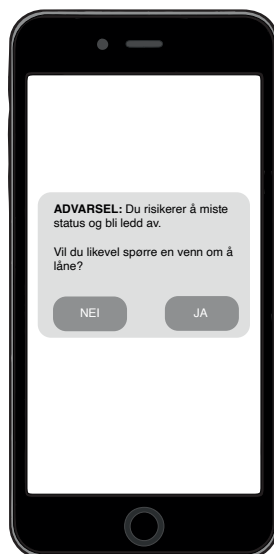 ADVARSEL: Du risikerer å miste
status og bli ledd av.
Vil du likevel spørre en venn om å
låne?
NEI
JA